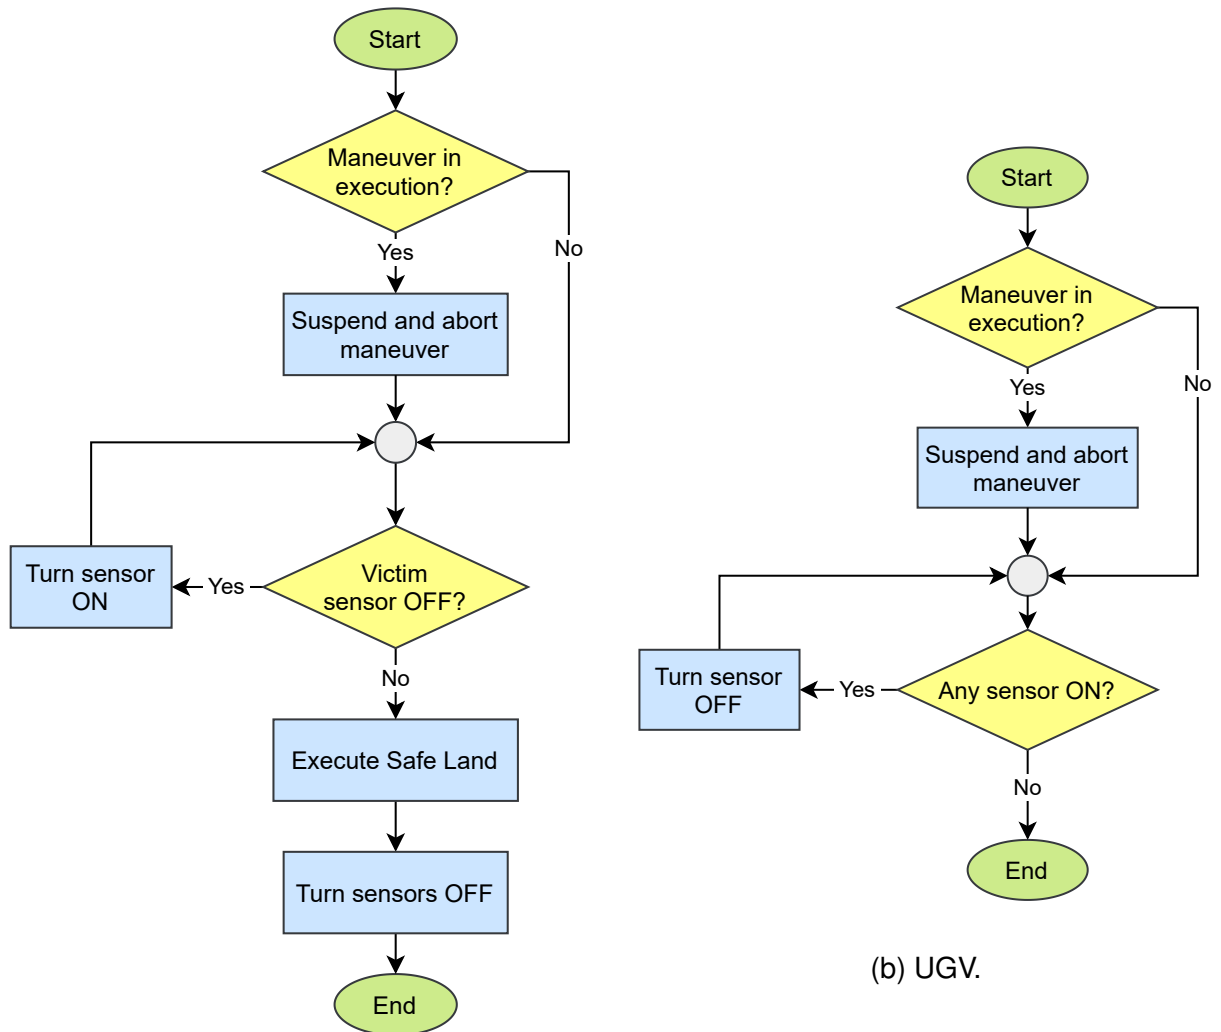 Start
Maneuver in
execution?
Yes
No
Suspend and abort
maneuver
Victim
sensor OFF?
Yes
Turn sensor
ON
No
Execute Safe Land
Turn sensors OFF
End
Start
Maneuver in
execution?
Yes
No
Suspend and abort
maneuver
Any sensor ON?
Yes
Turn sensor
OFF
No
End
(b) UGV.